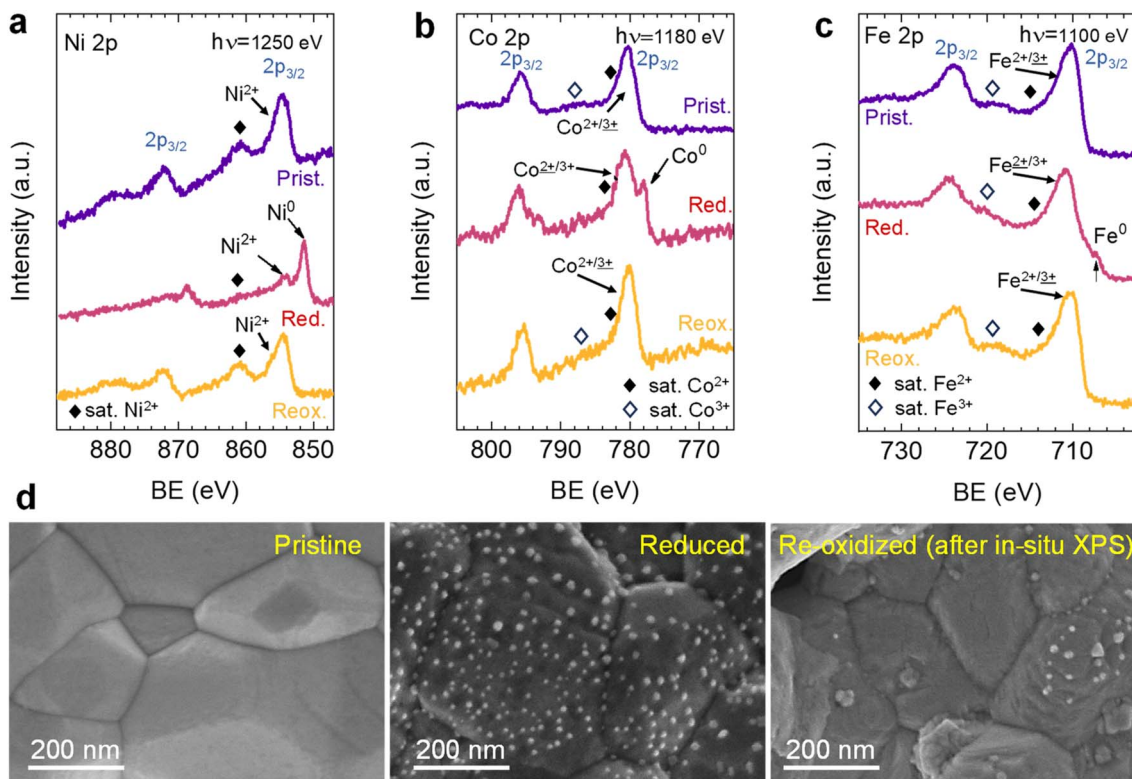 a
Ni 2p
hν=1250 eV
2p3/2
Ni2+
2p3/2
Prist.
Ni0
Ni2+
Red.
Ni2+
Reox.
◆ sat. Ni2+
Intensity (a.u.)
880 870 860 850
BE (eV)
b
Co 2p
hν=1180 eV
2p3/2
2p3/2
Prist.
Co2+/3+
Co2+/3+
Co0
Red.
Co2+/3+
Reox.
◆ sat. Co2+
◇ sat. Co3+
Intensity (a.u.)
800 790 780 770
BE (eV)
c
Fe 2p
hν=1100 eV
2p3/2
Fe2+/3+
2p3/2
Prist.
Fe2+/3+
Red.
Fe0
Fe2+/3+
Reox.
◆ sat. Fe2+
◇ sat. Fe3+
Intensity (a.u.)
730 720 710
BE (eV)
d
Pristine
200 nm
Reduced
200 nm
Re-oxidized (after in-situ XPS)
200 nm